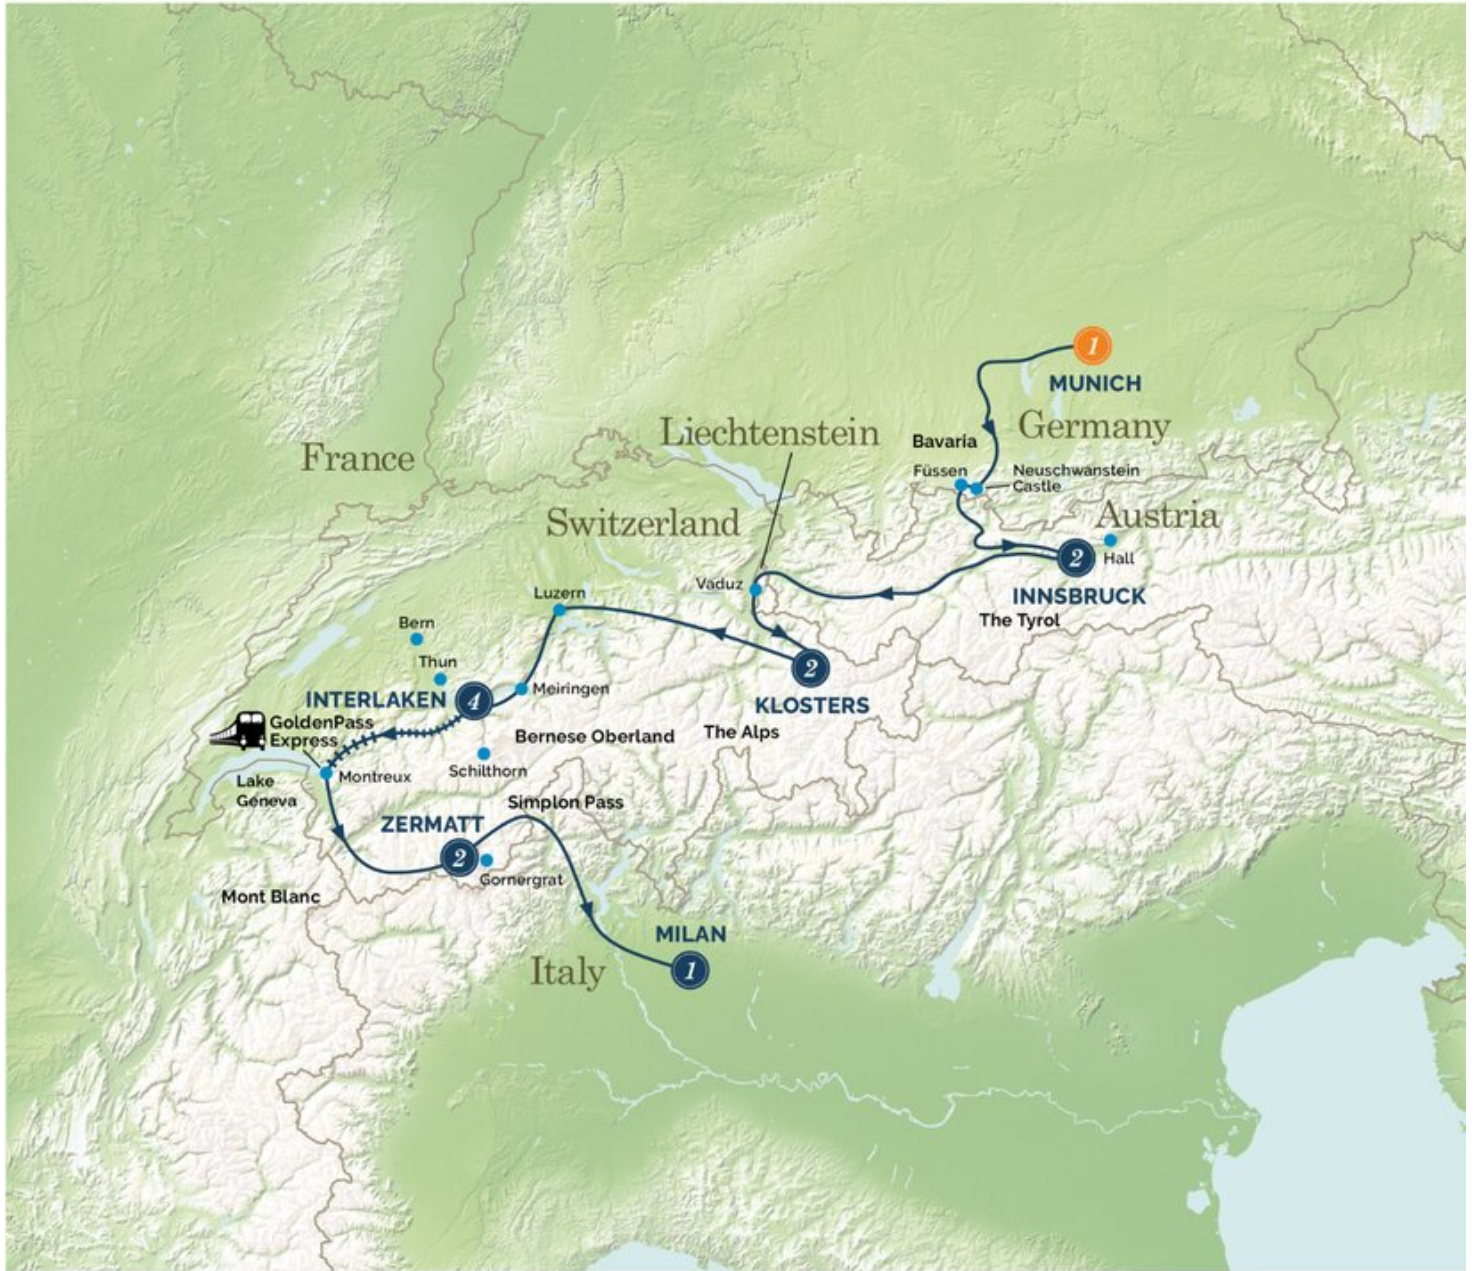 1
MUNICH
Liechtenstein
Germany
Bavaria
France
Füssen
Neuschwanstein
Castle
Switzerland
Austria
2
Hall
Vaduz
INNSBRUCK
Luzern
The Tyrol
Bern
Thun
2
INTERLAKEN
4
Meiringen
KLOSTERS
GoldenPass
Express
Bernese Oberland
The Alps
Montreux
Schilthorn
Lake
Geneva
Simplon Pass
ZERMATT
2
Gornergrat
Mont Blanc
MILAN
1
Italy